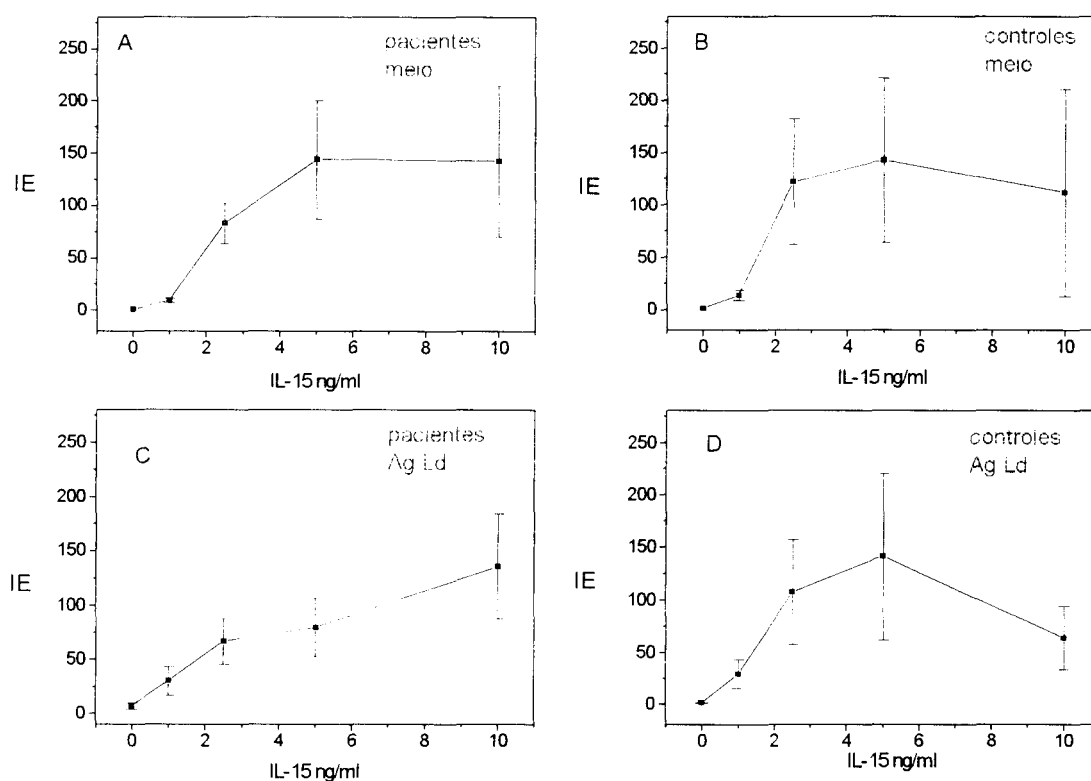 A
pacientes
meio
250
200
150
100
50
0
IE
0 2 4 6 8 10
IL-15 ng/ml
B
controles
meio
250
200
150
100
50
0
IE
0 2 4 6 8 10
IL-15 ng/ml
C
pacientes
Ag Ld
250
200
150
100
50
0
IE
0 2 4 6 8 10
IL-15 ng/ml
D
controles
Ag Ld
250
200
150
100
50
0
IE
0 2 4 6 8 10
IL-15 ng/ml